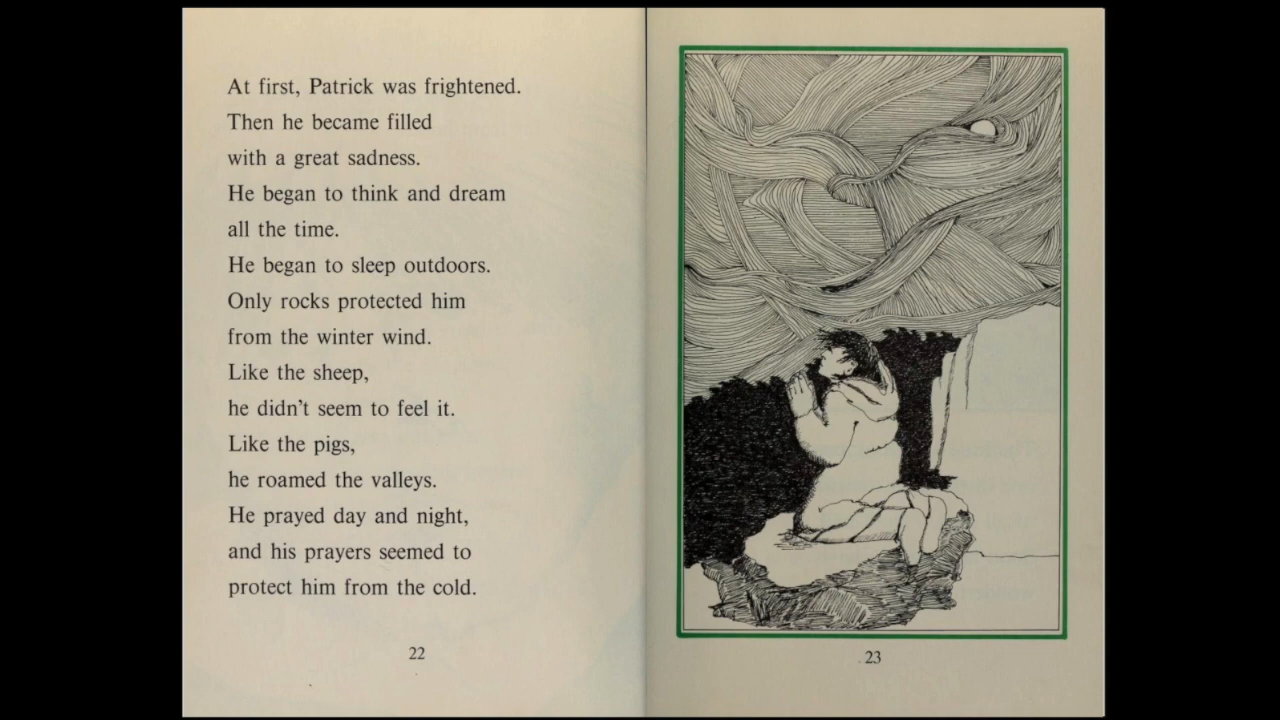 At first, Patrick was frightened.
Then he became filled
with a great sadness.
He began to think and dream
all the time.
He began to sleep outdoors.
Only rocks protected him
from the winter wind.
Like the sheep,
he didn't seem to feel it.
Like the pigs,
he roamed the valleys.
He prayed day and night,
and his prayers seemed to
protect him from the cold.
22
23